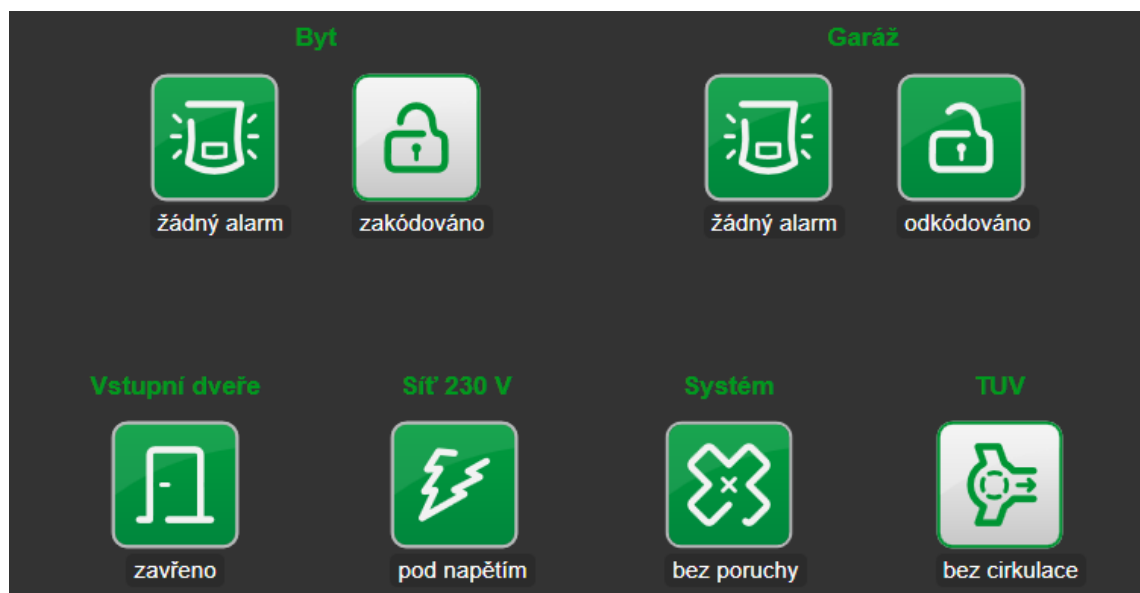 Byt
Garáž
žádný alarm
zakódováno
žádný alarm
odkódováno
Vstupní dveře
Síť 230 V
Systém
TUV
zavřeno
pod napětím
bez poruchy
bez cirkulace